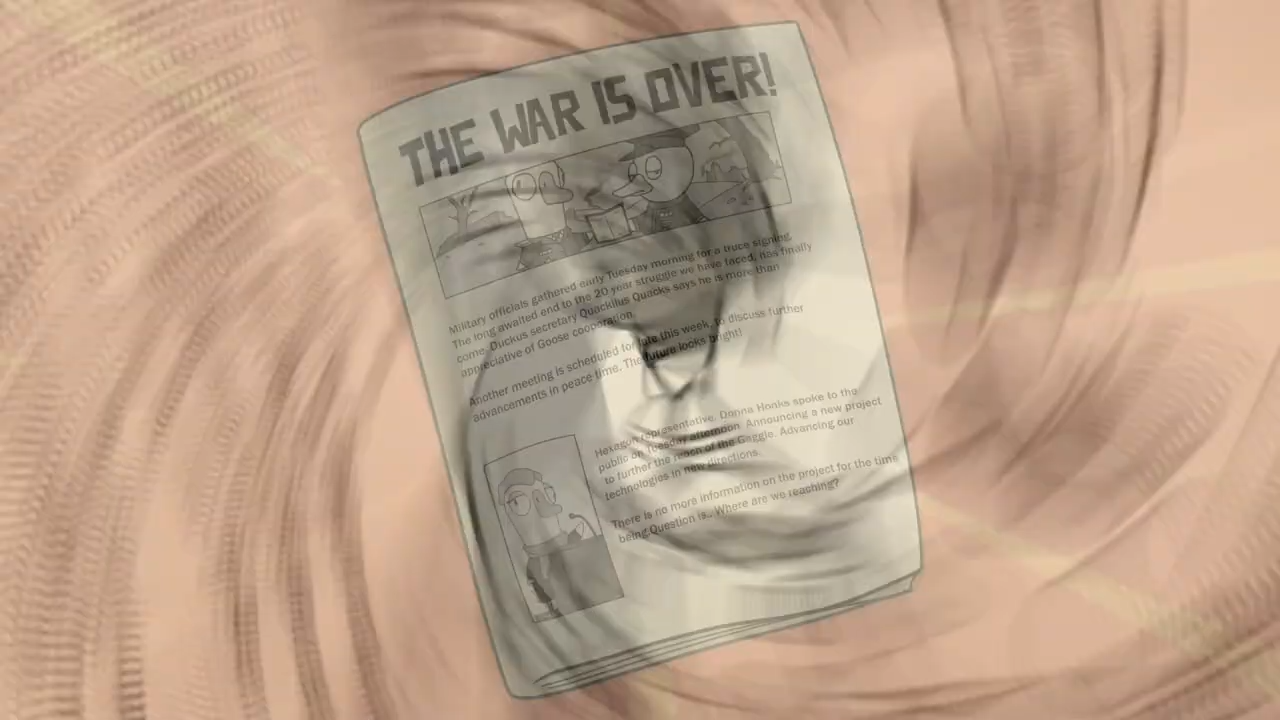 THE WAR IS OVER!
Military officials gathered early Tuesday morning for a truce signing,
The long awaited end to the 20 year struggle we have faced, has finally
come. Duckus secretary Quackilus Quacks says he is more than
appreciative of Goose cooperation.
Another meeting is scheduled for late this week, to discuss further
advancements in peace time. The future looks bright!
Hexagon representative, Donna Honks spoke to the
public on Tuesday afternoon. Announcing a new project
to further the reach of the Gaggle. Advancing our
technologies in new directions.
There is no more information on the project for the time
being.Question is.. Where are we reaching?